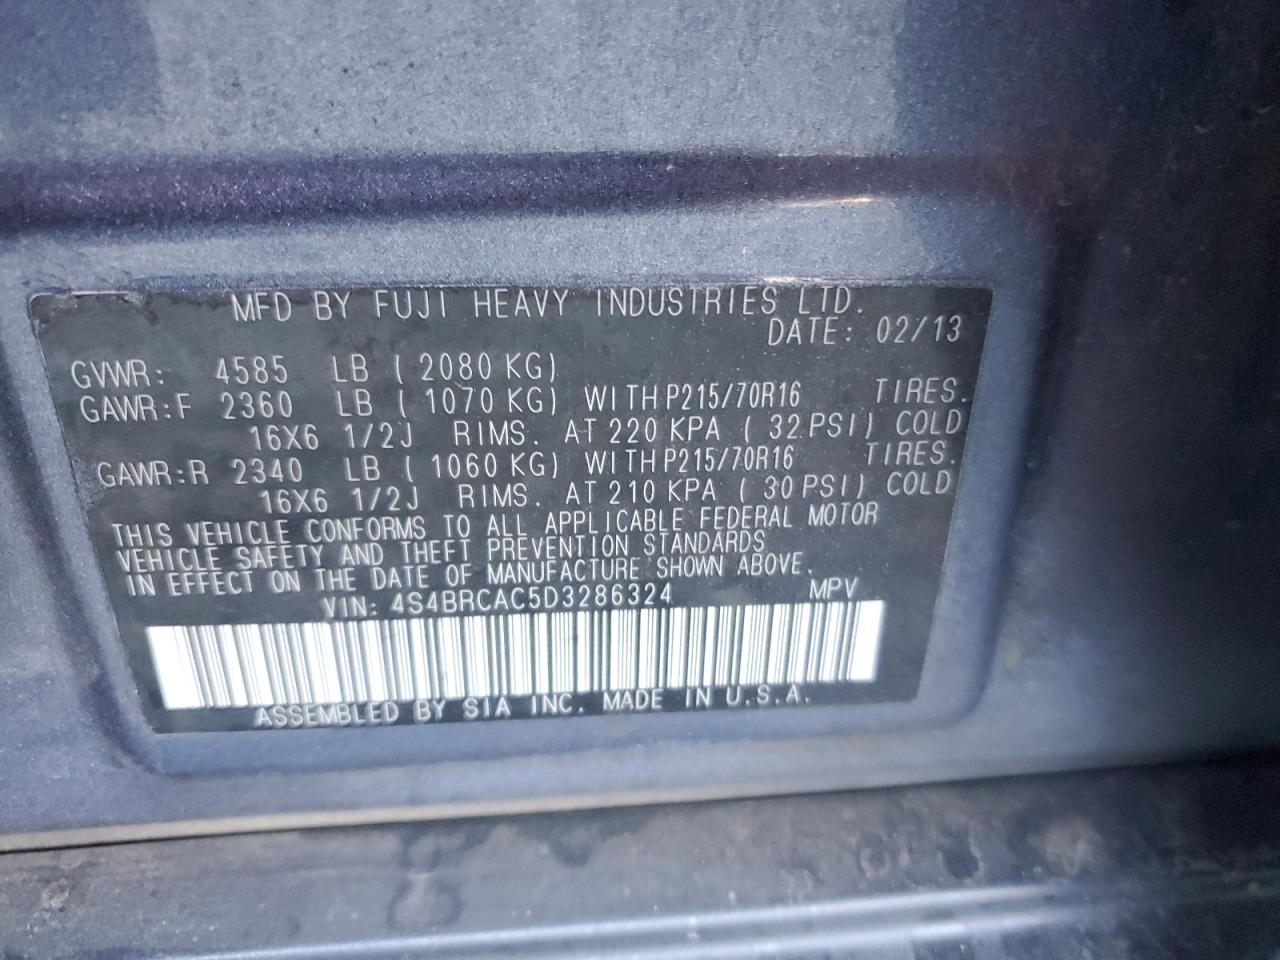 MFD BY FUJI HEAVY INDUSTRIES LTD.
DATE: 02/13
GVWR: 4585 LB ( 2080 KG)
GAWR:F 2360 LB ( 1070 KG) WITH P215/70R16 TIRES.
16X6 1/2J RIMS. AT 220 KPA ( 32 PSI) COLD
GAWR:R 2340 LB ( 1060 KG) WITH P215/70R16 TIRES.
16X6 1/2J RIMS. AT 210 KPA ( 30 PSI) COLD
THIS VEHICLE CONFORMS TO ALL APPLICABLE FEDERAL MOTOR
VEHICLE SAFETY AND THEFT PREVENTION STANDARDS
IN EFFECT ON THE DATE OF MANUFACTURE SHOWN ABOVE.
VIN: 4S4BRCAC5D3286324 MPV
ASSEMBLED BY SIA INC. MADE IN U.S.A.